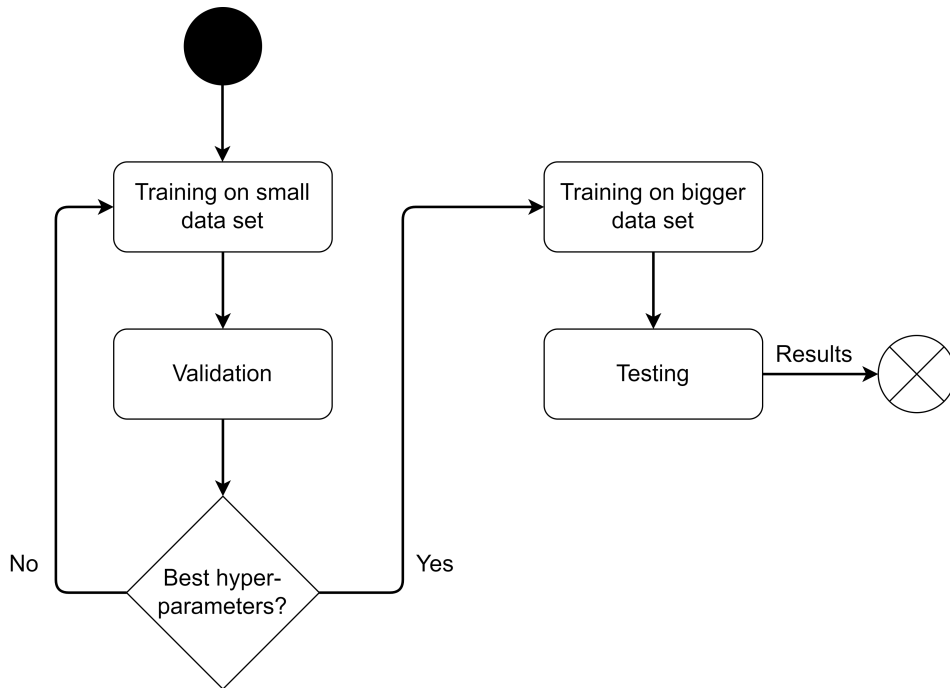 Training on small
data set
Validation
Best hyper-
parameters?
No
Yes
Training on bigger
data set
Testing
Results